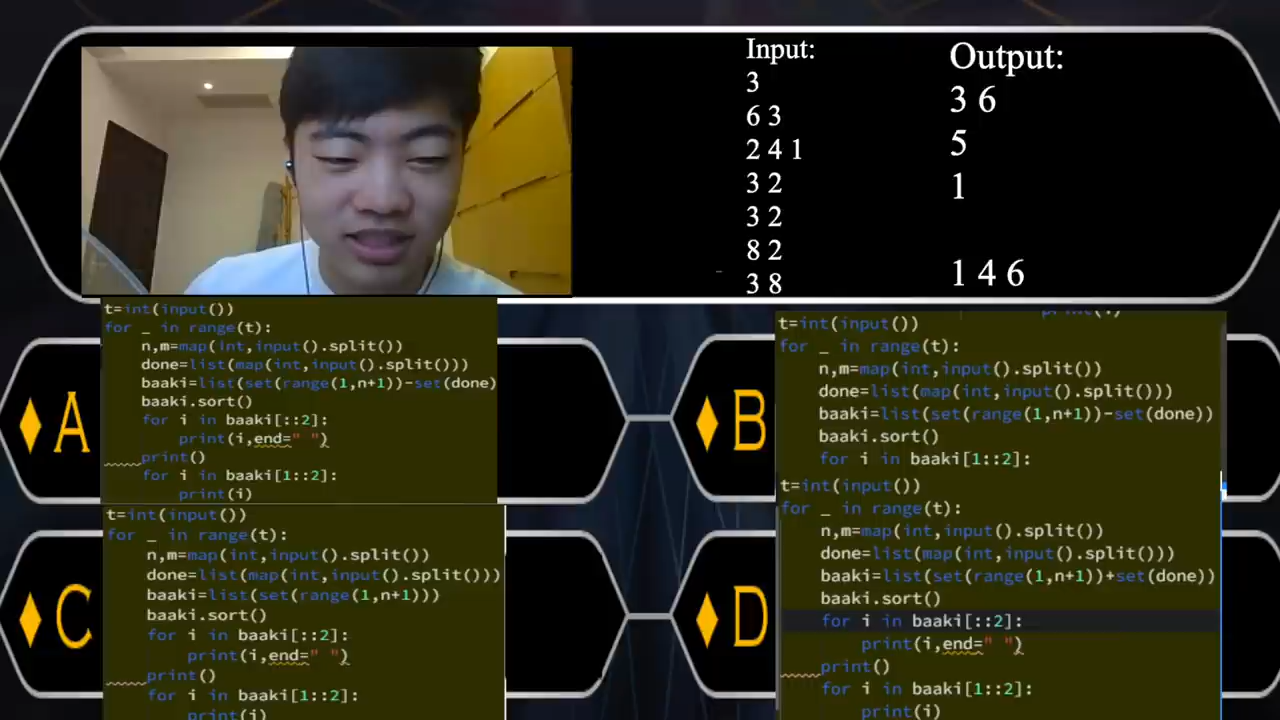 Input:
3
6 3
2 4 1
3 2
3 2
8 2
3 8
Output:
3 6
5
1
1 4 6
A
t=int(input())
for _ in range(t):
n,m=map(int,input().split())
done=list(map(int,input().split()))
baaki=list(set(range(1,n+1))-set(done)
baaki.sort()
for i in baaki[::2]:
print(i,end=" ")
print()
for i in baaki[1::2]:
print(i)
B
t=int(input())
for _ in range(t):
n,m=map(int,input().split())
done=list(map(int,input().split()))
baaki=list(set(range(1,n+1))-set(done))
baaki.sort()
for i in baaki[1::2]:
C
t=int(input())
for _ in range(t):
n,m=map(int,input().split())
done=list(map(int,input().split()))
baaki=list(set(range(1,n+1)))
baaki.sort()
for i in baaki[::2]:
print(i,end=" ")
print()
for i in baaki[1::2]:
print(i)
D
t=int(input())
for _ in range(t):
n,m=map(int,input().split())
done=list(map(int,input().split()))
baaki=list(set(range(1,n+1))+set(done))
baaki.sort()
for i in baaki[::2]:
print(i,end=" ")
print()
for i in baaki[1::2]:
print(i)